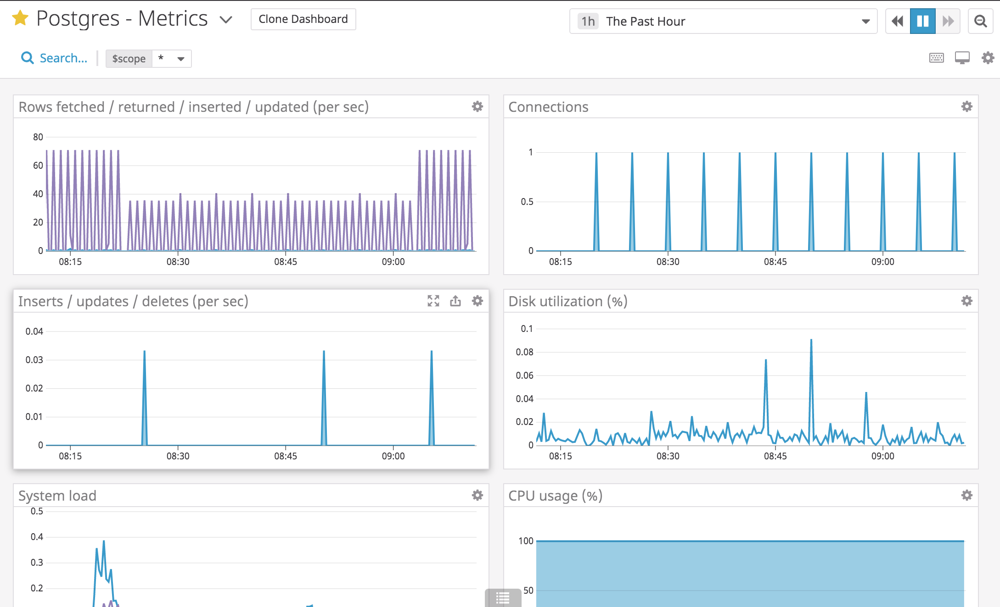 Postgres - Metrics
Clone Dashboard
1h The Past Hour
Search...
$scope *
Rows fetched / returned / inserted / updated (per sec)
80
60
40
20
0
08:15 08:30 08:45 09:00
Connections
1
0.5
0
08:15 08:30 08:45 09:00
Inserts / updates / deletes (per sec)
0.04
0.03
0.02
0.01
0
08:15 08:30 08:45 09:00
Disk utilization (%)
0.1
0.08
0.06
0.04
0.02
0
08:15 08:30 08:45 09:00
System load
0.5
0.4
0.3
0.2
CPU usage (%)
100
50